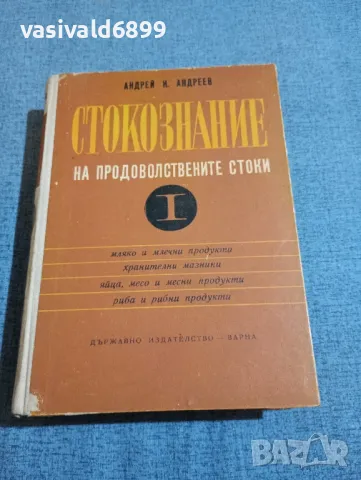 vasivald6899
АНДРЕЙ Н. АНДРЕЕВ
СТОКОЗНАНИЕ
НА ПРОДОВОЛСТВЕНИТЕ СТОКИ
I
мляко и млечни продукти
хранителни мазнини
яйца, месо и месни продукти
риба и рибни продукти
ДЪРЖАВНО ИЗДАТЕЛСТВО — ВАРНА
BAZAR